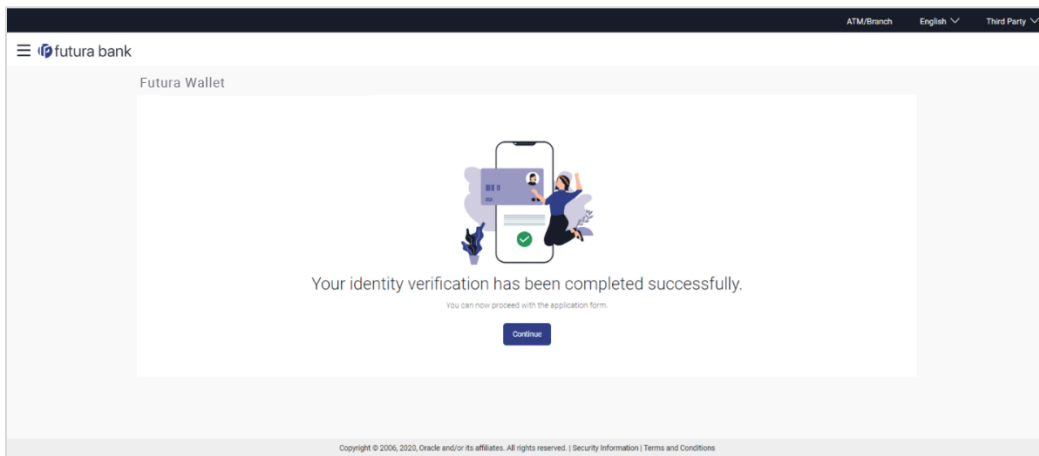 ATM/Branch English Third Party
futura bank
Futura Wallet
Your identity verification has been completed successfully.
You can now proceed with the application form.
Continue
Copyright © 2006, 2020, Oracle and/or its affiliates. All rights reserved. | Security Information | Terms and Conditions